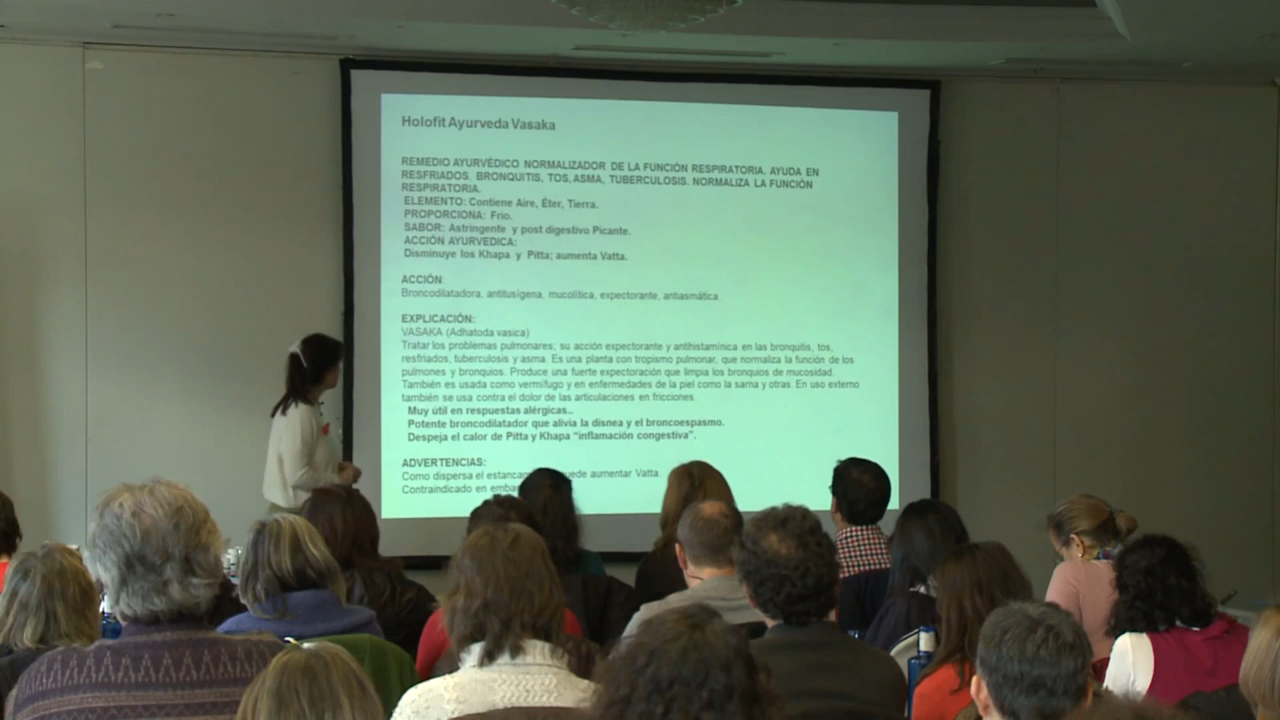 Holofit Ayurveda Vasaka
REMEDIO AYURVÉDICO NORMALIZADOR DE LA FUNCIÓN RESPIRATORIA. AYUDA EN
RESFRIADOS, BRONQUITIS, TOS, ASMA, TUBERCULOSIS. NORMALIZA LA FUNCIÓN
RESPIRATORIA.
ELEMENTO: Contiene Aire, Éter, Tierra.
PROPORCIONA: Frio.
SABOR: Astringente y post digestivo Picante.
ACCIÓN AYURVEDICA:
Disminuye los Khapa y Pitta; aumenta Vatta.
ACCIÓN:
Broncodilatadora, antitusígena, mucolítica, expectorante, antiasmática.
EXPLICACIÓN:
VASAKA (Adhatoda vasica)
Tratar los problemas pulmonares; su acción expectorante y antihistamínica en las bronquitis, tos,
resfriados, tuberculosis y asma. Es una planta con tropismo pulmonar, que normaliza la función de los
pulmones y bronquios. Produce una fuerte expectoración que limpia los bronquios de mucosidad.
También es usada como vermífugo y en enfermedades de la piel como la sarna y otras. En uso externo
también se usa contra el dolor de las articulaciones en fricciones.
Muy útil en respuestas alérgicas..
Potente broncodilatador que alivia la disnea y el broncoespasmo.
Despeja el calor de Pitta y Khapa “inflamación congestiva”.
ADVERTENCIAS:
Como dispersa el aumentar Vatta.
Contraindicado en